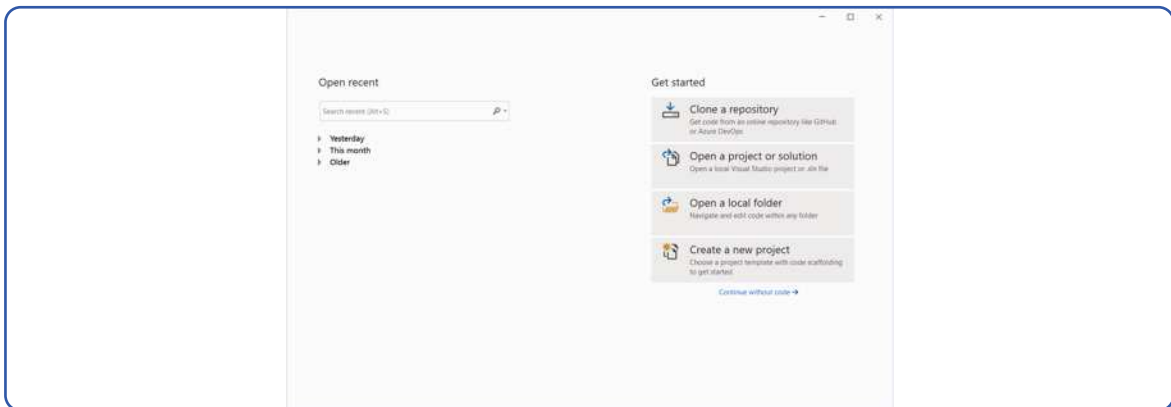 Open recent
Search recent (Alt+S)
Yesterday
This month
Older
Get started
Clone a repository
Get code from an online repository like GitHub
or Azure DevOps
Open a project or solution
Open a local Visual Studio project or .sln file
Open a local folder
Navigate and edit code within any folder
Create a new project
Choose a project template with code scaffolding
to get started
Continue without code →